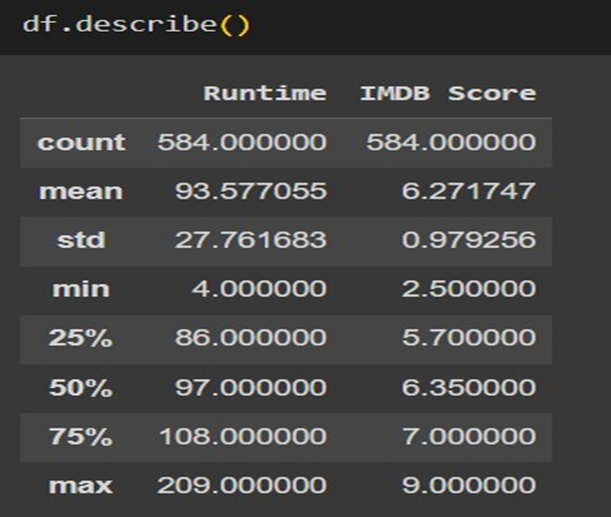 df.describe()
Runtime IMDB Score
count 584.000000 584.000000
mean 93.577055 6.271747
std 27.761683 0.979256
min 4.000000 2.500000
25% 86.000000 5.700000
50% 97.000000 6.350000
75% 108.000000 7.000000
max 209.000000 9.000000